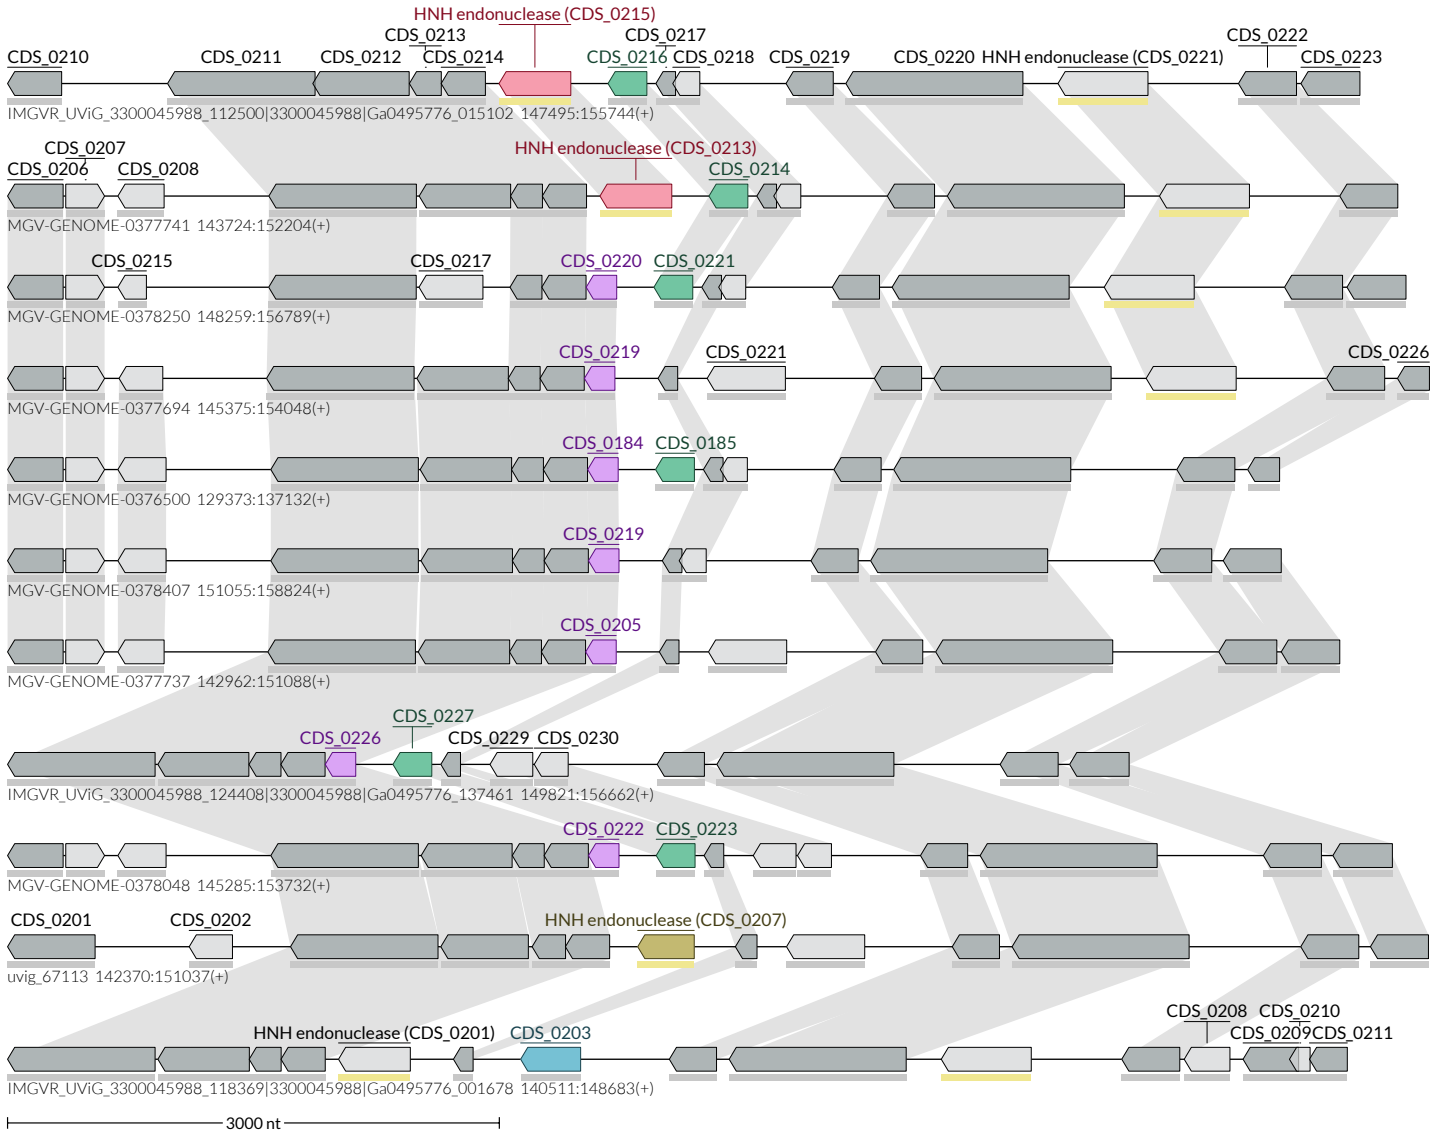 HNH endonuclease (CDS_0215)
CDS_0213 CDS_0217 CDS_0222
CDS_0210 CDS_0211 CDS_0212 CDS_0214 CDS_0216 CDS_0218 CDS_0219 CDS_0220 HNH endonuclease (CDS_0221) CDS_0223
IMGVR_UViG_3300045988_112500|3300045988|Ga0495776_015102 147495:155744(+)
CDS_0207 HNH endonuclease (CDS_0213)
CDS_0206 CDS_0208 CDS_0214
MGV-GENOME-0377741 143724:152204(+)
CDS_0215 CDS_0217 CDS_0220 CDS_0221
MGV-GENOME-0378250 148259:156789(+)
CDS_0219 CDS_0221 CDS_0226
MGV-GENOME-0377694 145375:154048(+)
CDS_0184 CDS_0185
MGV-GENOME-0376500 129373:137132(+)
CDS_0219
MGV-GENOME-0378407 151055:158824(+)
CDS_0205
MGV-GENOME-0377737 142962:151088(+)
CDS_0227
CDS_0226 CDS_0229 CDS_0230
IMGVR_UViG_3300045988_124408|3300045988|Ga0495776_137461 149821:156662(+)
CDS_0222 CDS_0223
MGV-GENOME-0378048 145285:153732(+)
CDS_0201 CDS_0202 HNH endonuclease (CDS_0207)
uvig_67113 142370:151037(+)
CDS_0208 CDS_0210
HNH endonuclease (CDS_0201) CDS_0203 CDS_0209 CDS_0211
IMGVR_UViG_3300045988_118369|3300045988|Ga0495776_001678 140511:148683(+)
3000 nt